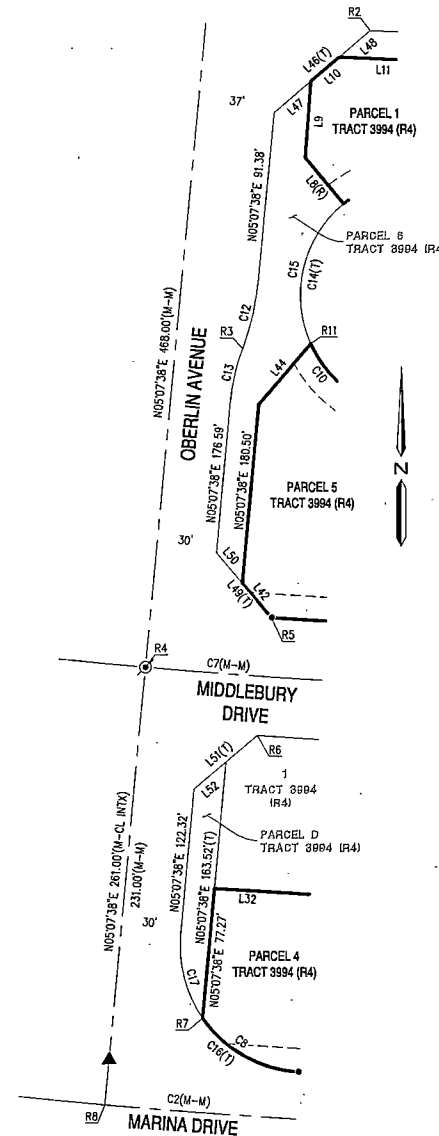 R2
L46(T)
L48
L10
L11
L47
37'
L9
PARCEL 1
TRACT 3994 (R4)
L8(R)
N05°07'38"E 91.38'
PARCEL 6
TRACT 3994 (R4
C15
C14(T)
C12
R3
R11
C13
L44
C10
N05°07'38"E 468.00'(M-M)
OBERLIN AVENUE
N
N05°07'38"E 176.59'
N05°07'38"E 180.50'
PARCEL 5
TRACT 3994 (R4)
30'
L50
L42
L49(T)
R5
R4
C7(M-M)
MIDDLEBURY
DRIVE
R6
L51(T)
1
TRACT 3994
(R4)
L52
PARCEL D
TRACT 3994 (R4)
N05°07'38"E 261.00'(M-CL INTX)
231.00'(M-M)
N05°07'38"E 122.32'
N05°07'38"E 163.52'(T)
L32
30'
N05°07'38"E 77.27'
PARCEL 4
TRACT 3994 (R4)
C17
R7
C8
C16(T)
C2(M-M)
R8
MARINA DRIVE